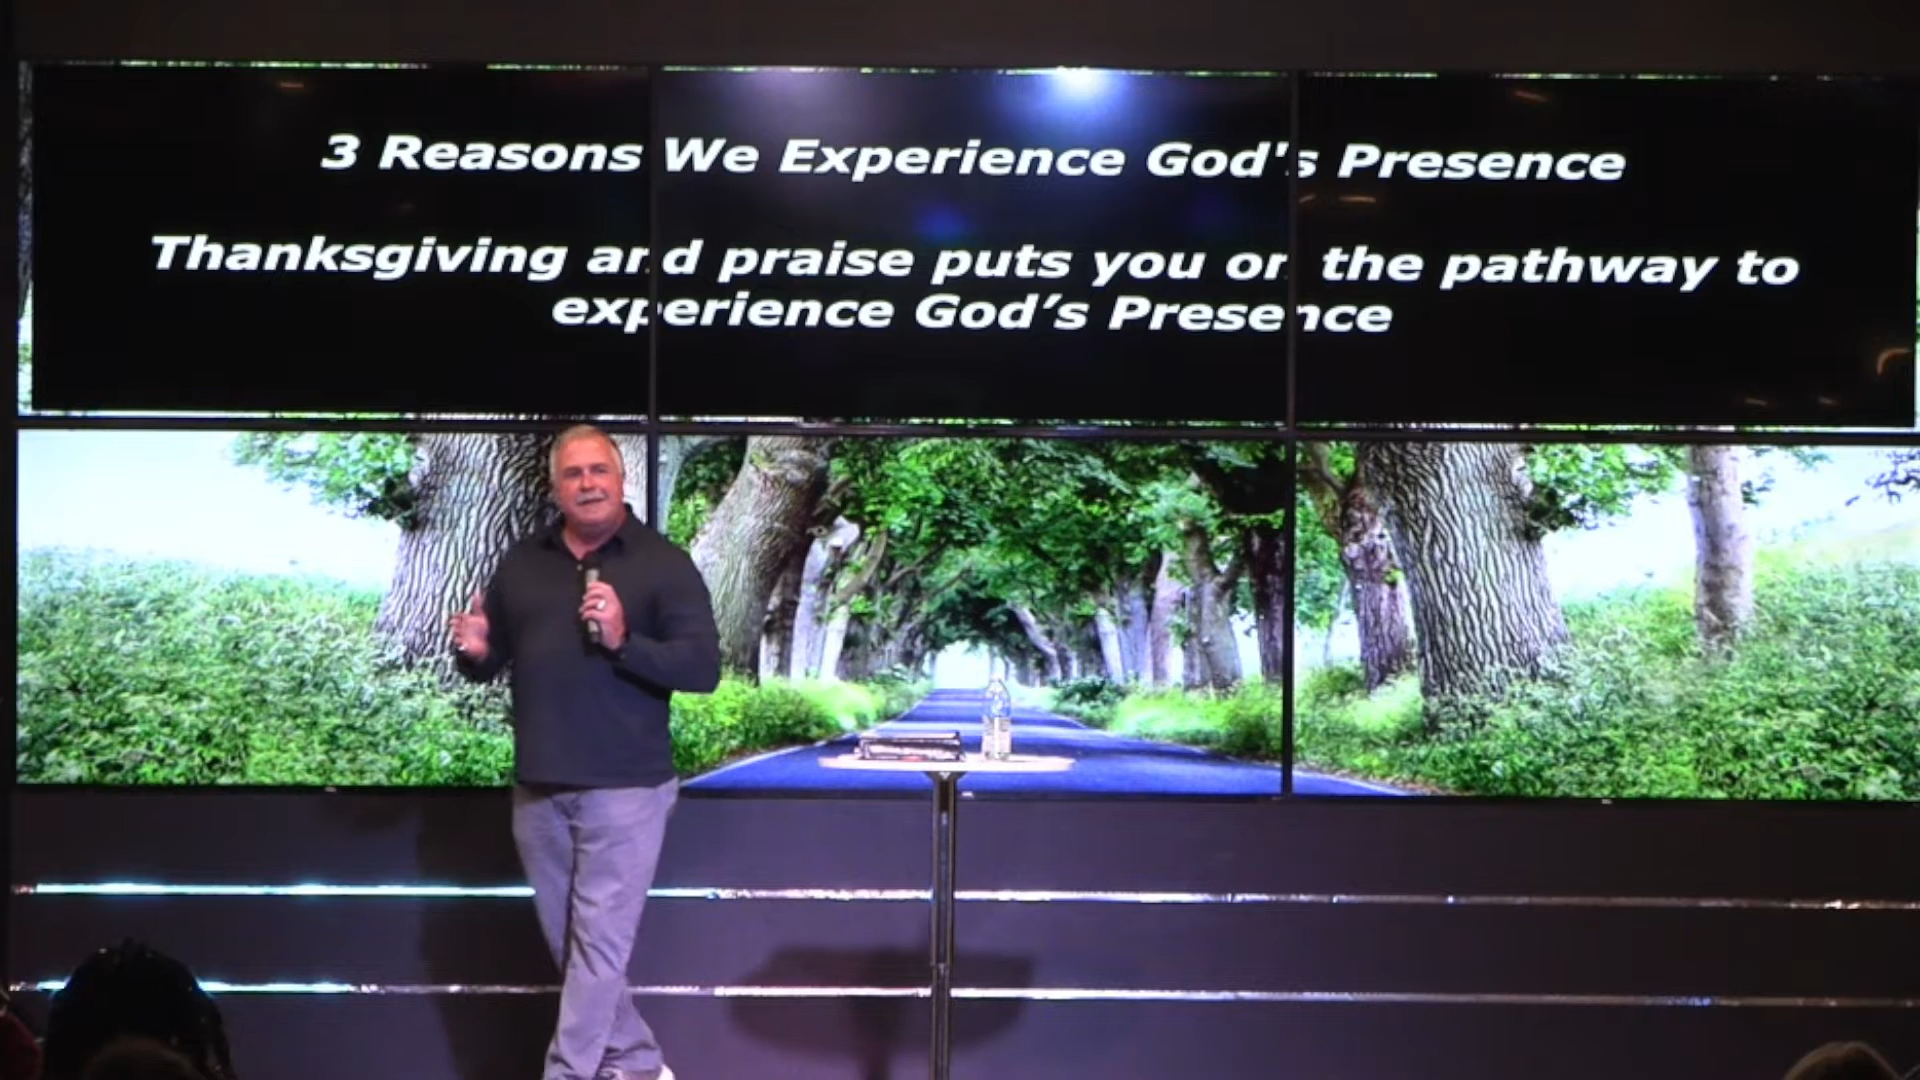 3 Reasons We Experience God's Presence
Thanksgiving and praise puts you on the pathway to
experience God’s Presence